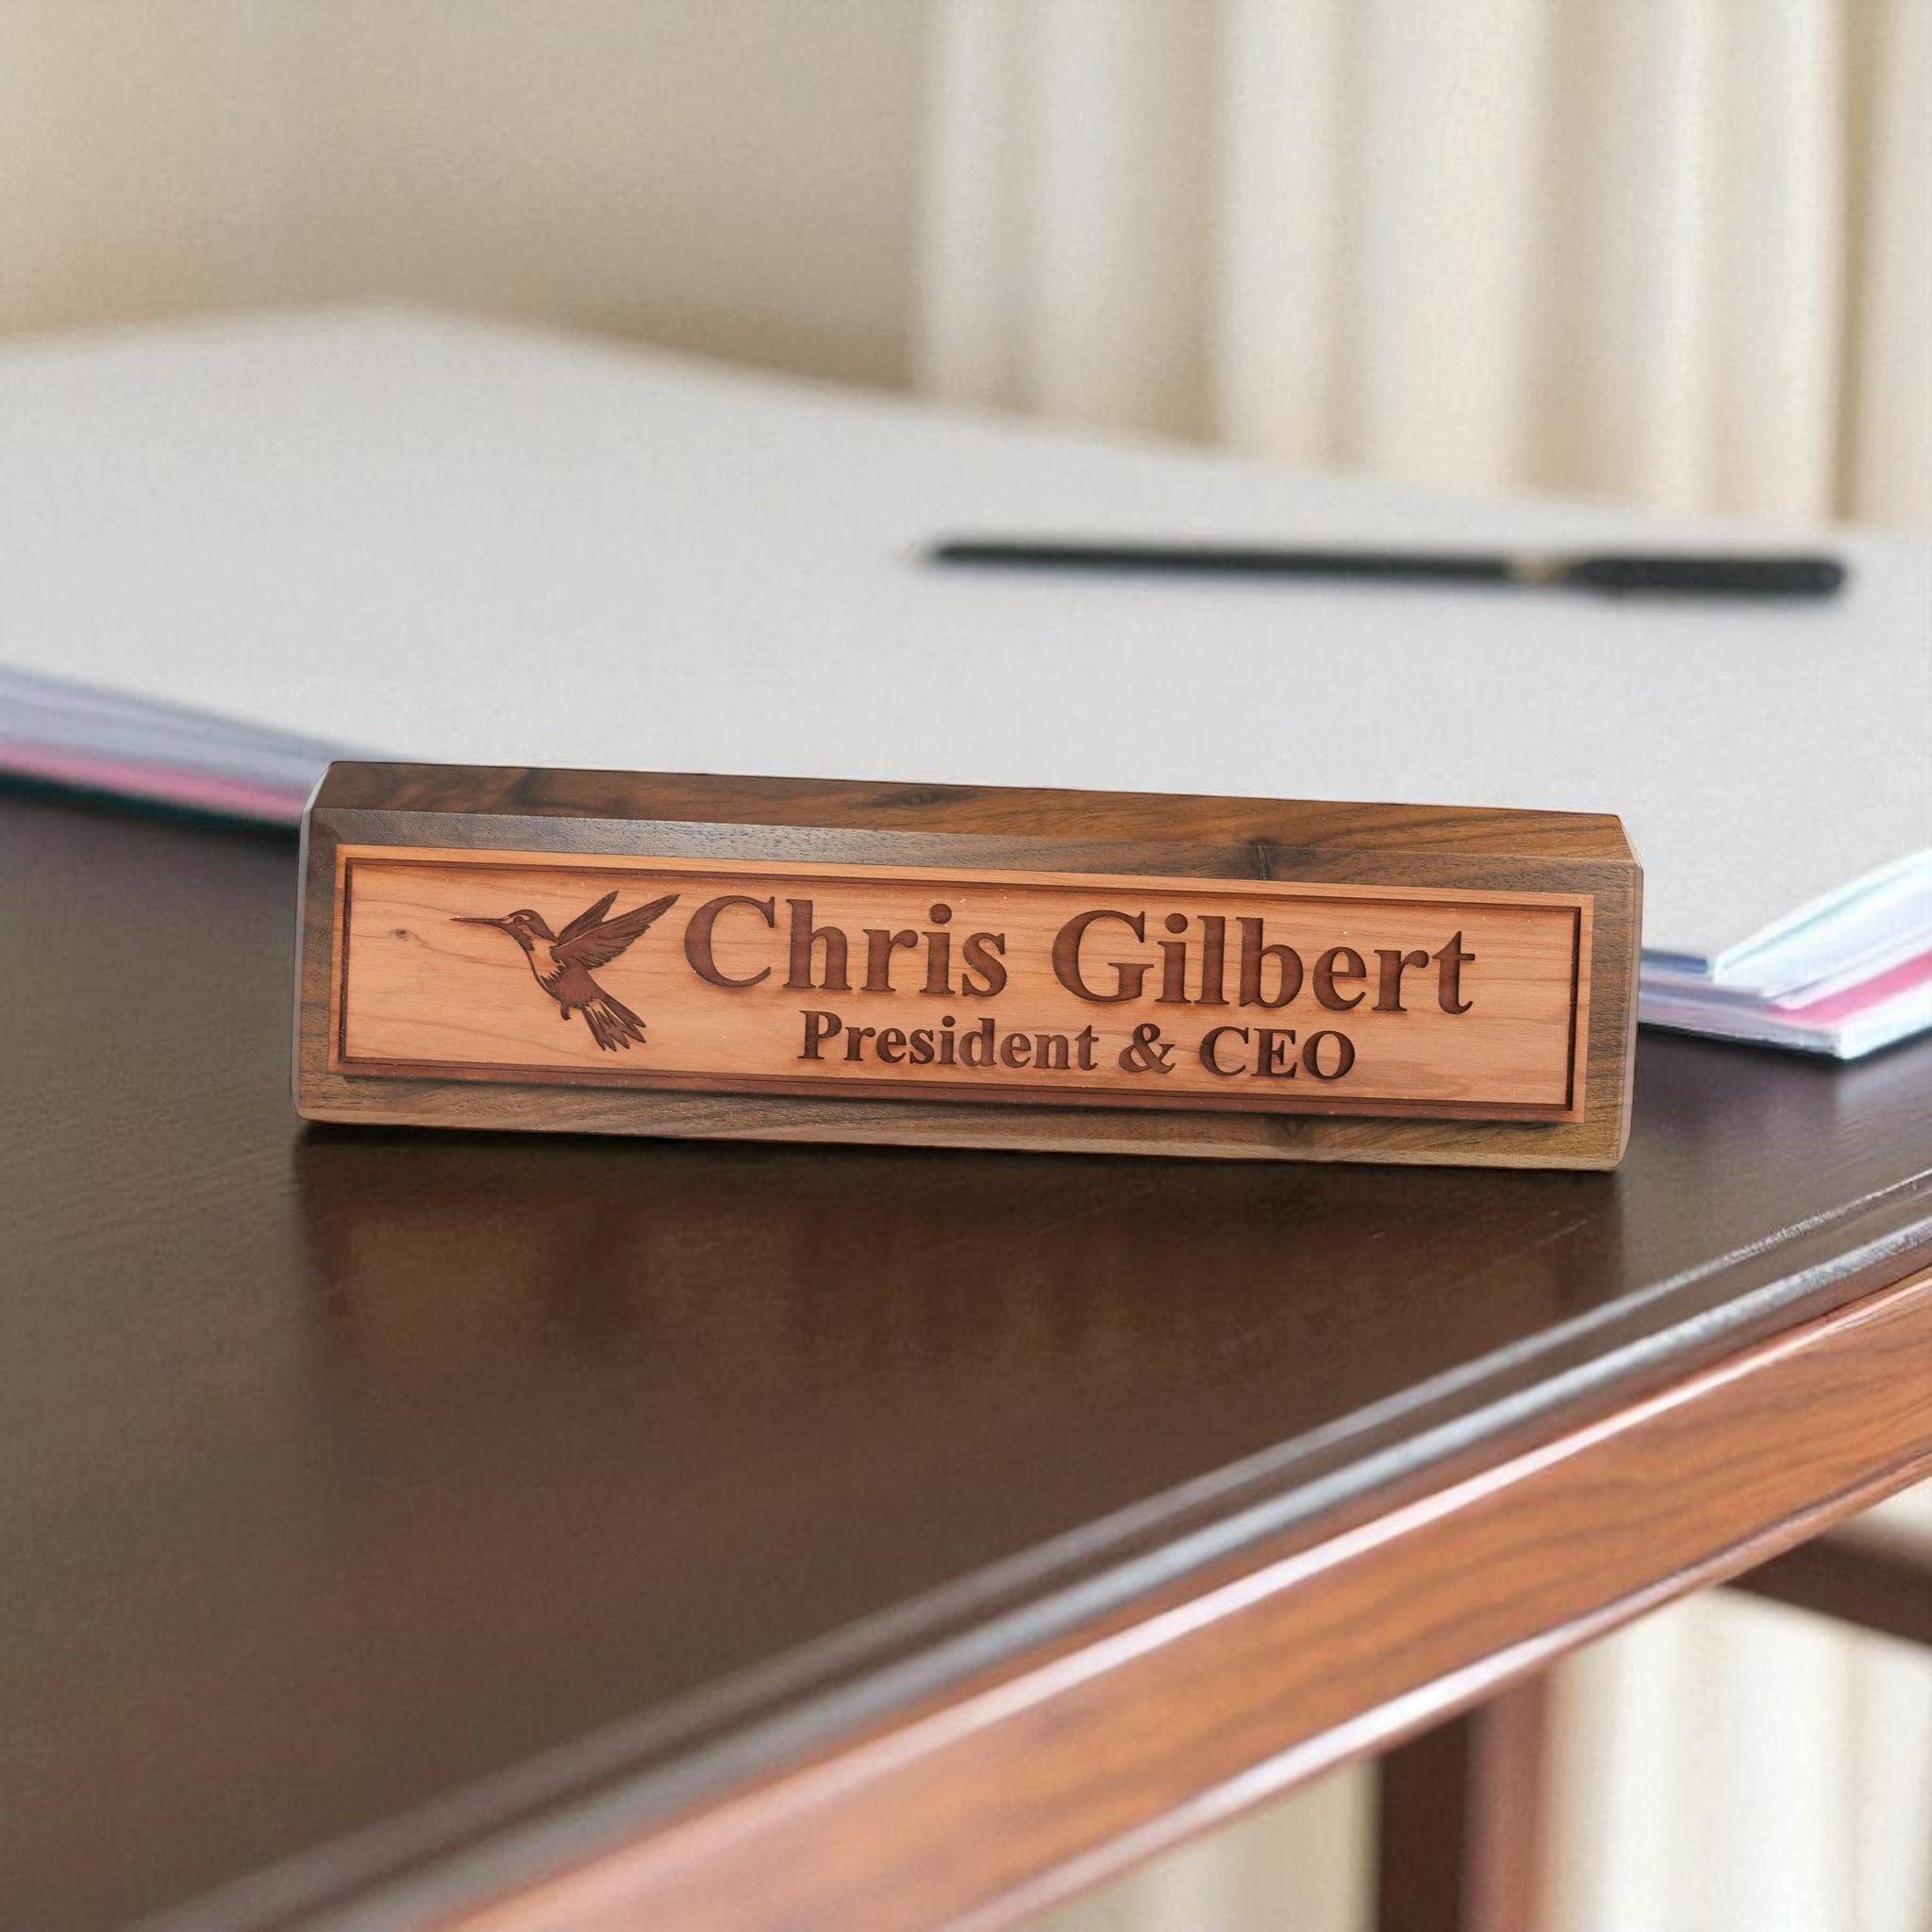 Chris Gilbert
President & CEO